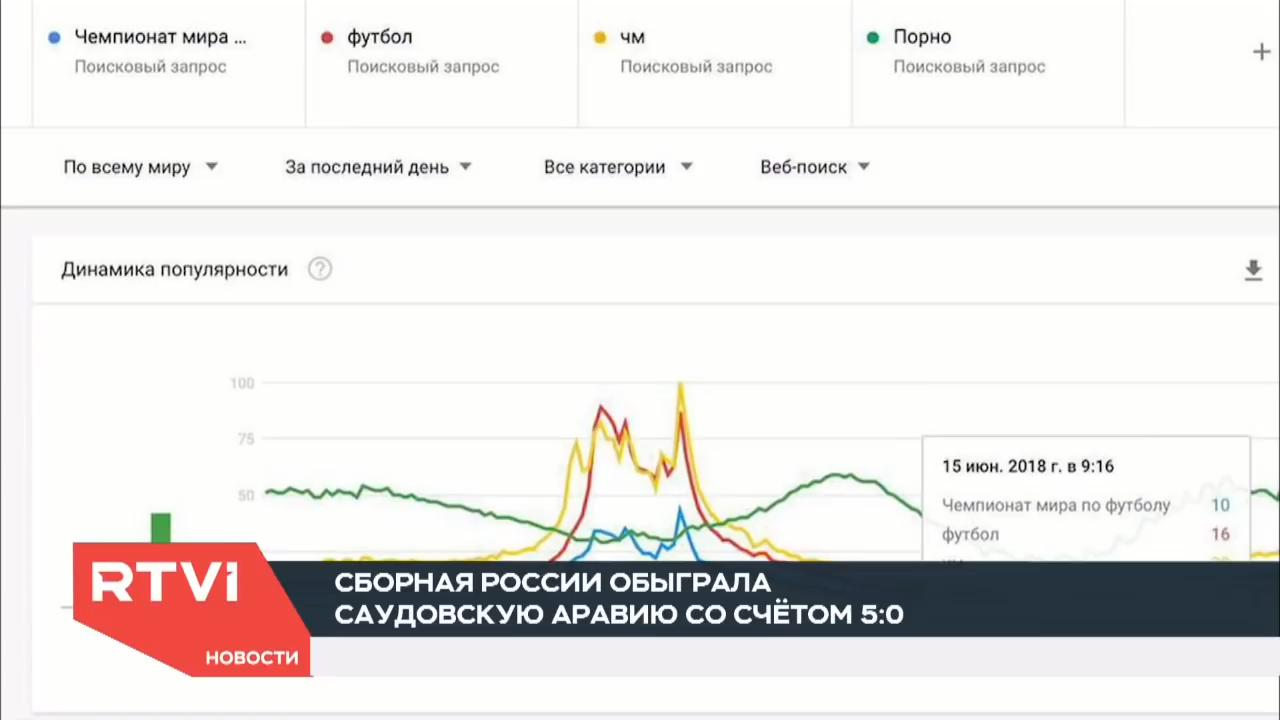 Чемпионат мира ...
Поисковый запрос
футбол
Поисковый запрос
чм
Поисковый запрос
Порно
Поисковый запрос
+
По всему миру
За последний день
Все категории
Веб-поиск
Динамика популярности
?
100
75
50
15 июн. 2018 г. в 9:16
Чемпионат мира по футболу 10
футбол 16
RTVI
НОВОСТИ
СБОРНАЯ РОССИИ ОБЫГРАЛА
САУДОВСКУЮ АРАВИЮ СО СЧЁТОМ 5:0